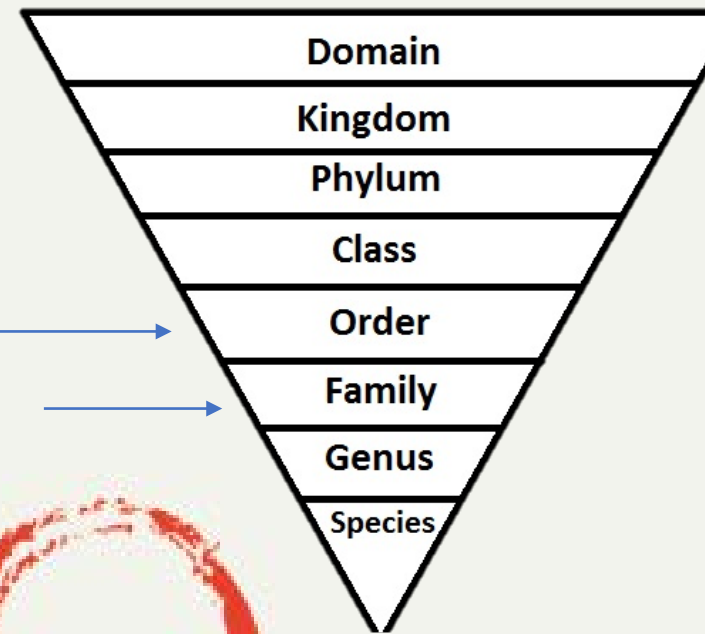 Domain
Kingdom
Phylum
Class
Order
Family
Genus
Species